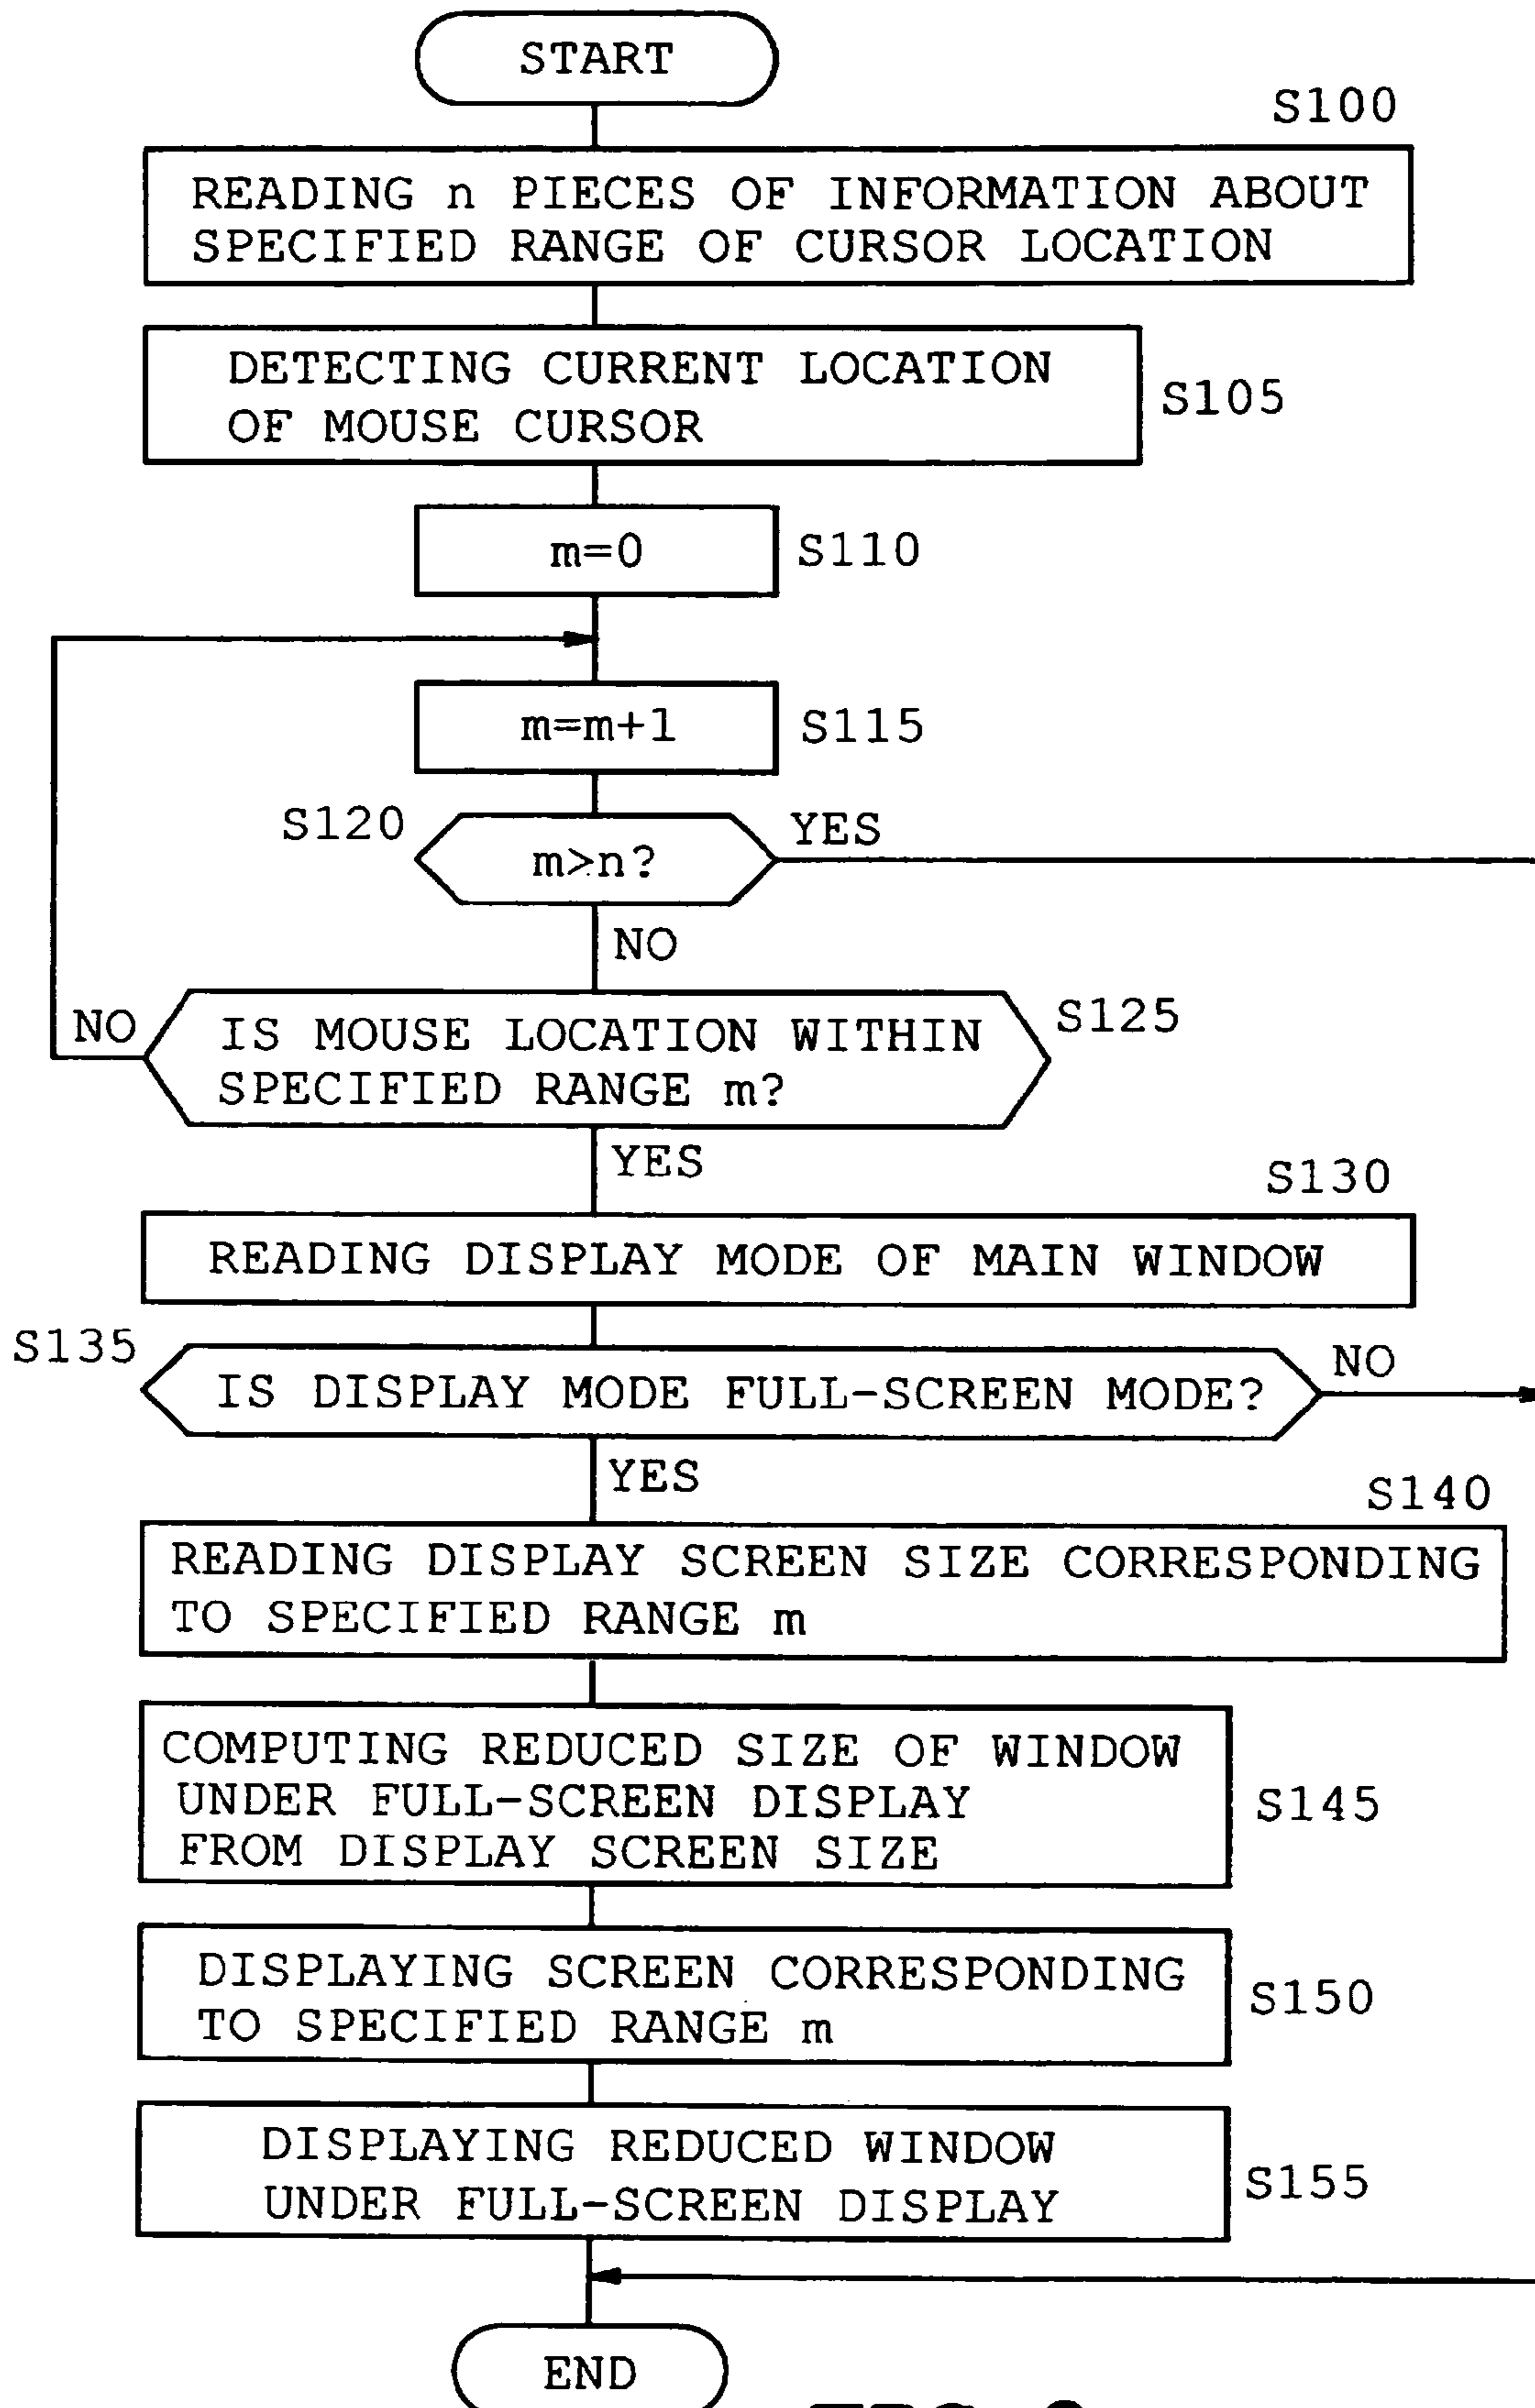 START
S100
READING n PIECES OF INFORMATION ABOUT
SPECIFIED RANGE OF CURSOR LOCATION
DETECTING CURRENT LOCATION
OF MOUSE CURSOR
S105
m=0
S110
m=m+1
S115
S120
m>n?
YES
NO
NO
IS MOUSE LOCATION WITHIN
SPECIFIED RANGE m?
S125
YES
S130
READING DISPLAY MODE OF MAIN WINDOW
S135
IS DISPLAY MODE FULL-SCREEN MODE?
NO
YES
S140
READING DISPLAY SCREEN SIZE CORRESPONDING
TO SPECIFIED RANGE m
COMPUTING REDUCED SIZE OF WINDOW
UNDER FULL-SCREEN DISPLAY
FROM DISPLAY SCREEN SIZE
S145
DISPLAYING SCREEN CORRESPONDING
TO SPECIFIED RANGE m
S150
DISPLAYING REDUCED WINDOW
UNDER FULL-SCREEN DISPLAY
S155
END